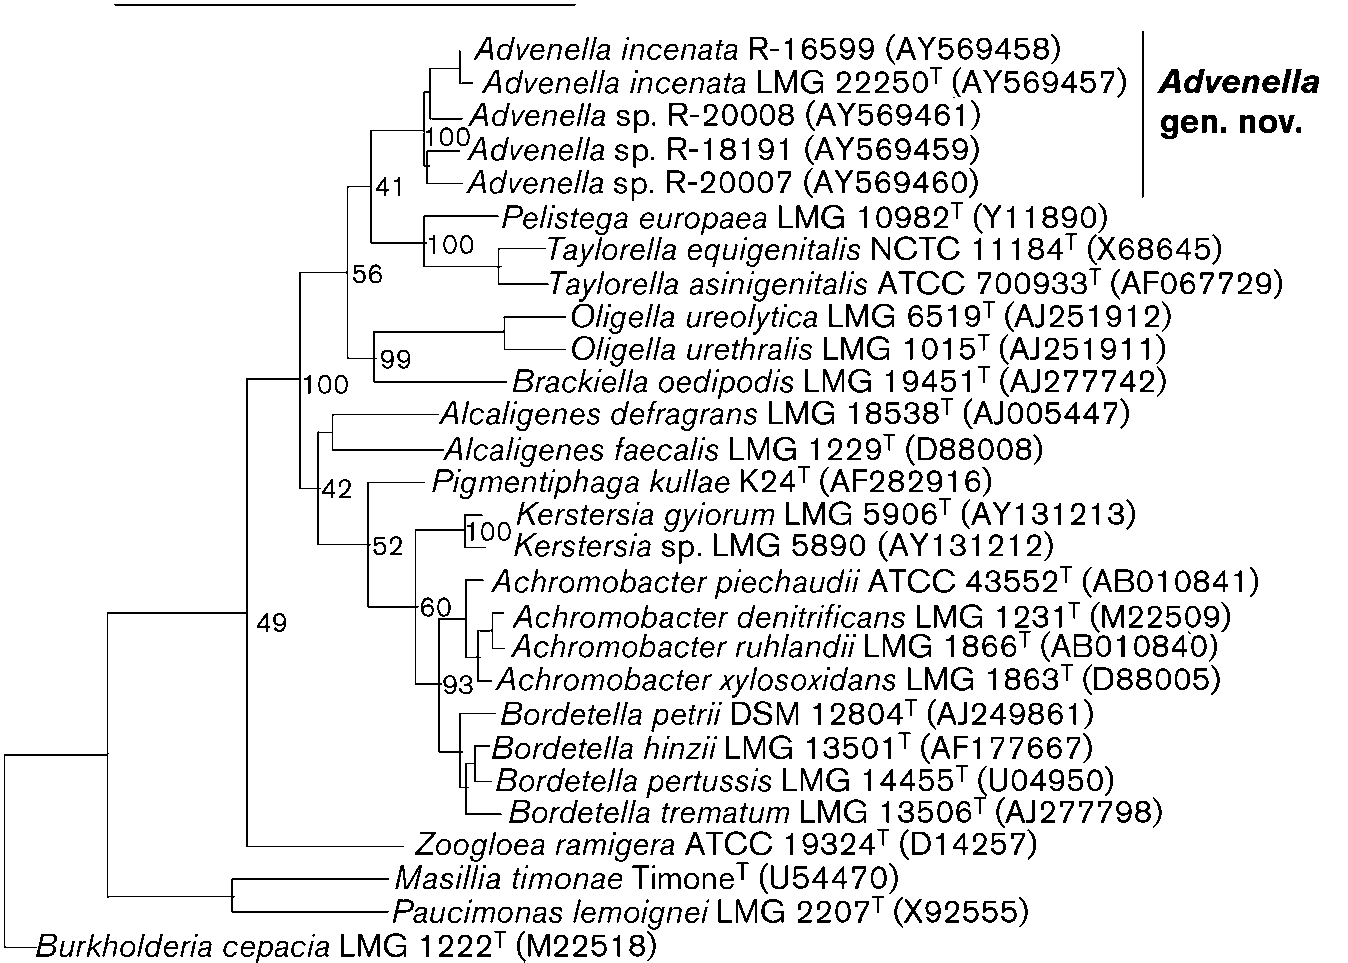 Advenella incenata R-16599 (AY569458)
Advenella incenata LMG 22250T (AY569457)
Advenella
gen. nov.
Advenella sp. R-20008 (AY569461)
100
Advenella sp. R-18191 (AY569459)
Advenella sp. R-20007 (AY569460)
41
Pelistega europaea LMG 10982T (Y11890)
100
Taylorella equigenitalis NCTC 11184T (X68645)
56
Taylorella asinigenitalis ATCC 700933T (AF067729)
Oligella ureolytica LMG 6519T (AJ251912)
Oligella urethralis LMG 1015T (AJ251911)
99
Brackiella oedipodis LMG 19451T (AJ277742)
100
Alcaligenes defragrans LMG 18538T (AJ005447)
Alcaligenes faecalis LMG 1229T (D88008)
42
Pigmentiphaga kullae K24T (AF282916)
Kerstersia gyiorum LMG 5906T (AY131213)
100
Kerstersia sp. LMG 5890 (AY131212)
52
Achromobacter piechaudii ATCC 43552T (AB010841)
60
Achromobacter denitrificans LMG 1231T (M22509)
49
Achromobacter ruhlandii LMG 1866T (AB010840)
Achromobacter xylosoxidans LMG 1863T (D88005)
93
Bordetella petrii DSM 12804T (AJ249861)
Bordetella hinzii LMG 13501T (AF177667)
Bordetella pertussis LMG 14455T (U04950)
Bordetella trematum LMG 13506T (AJ277798)
Zoogloea ramigera ATCC 19324T (D14257)
Masillia timonae TimoneT (U54470)
Paucimonas lemoignei LMG 2207T (X92555)
Burkholderia cepacia LMG 1222T (M22518)